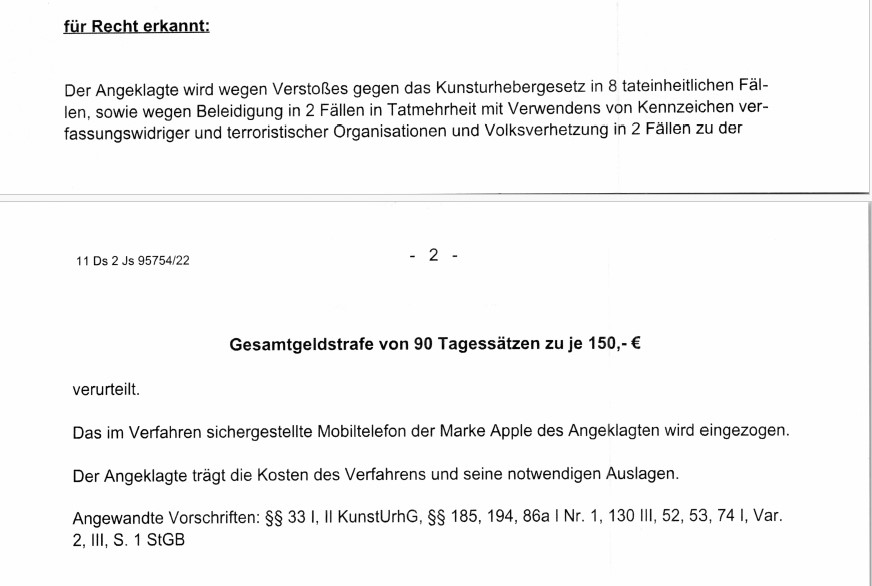 für Recht erkannt:
Der Angeklagte wird wegen Verstoßes gegen das Kunsturhebergesetz in 8 tateinheitlichen Fäl-
len, sowie wegen Beleidigung in 2 Fällen in Tatmehrheit mit Verwendens von Kennzeichen ver-
fassungswidriger und terroristischer Organisationen und Volksverhetzung in 2 Fällen zu der
11 Ds 2 Js 95754/22
- 2 -
Gesamtgeldstrafe von 90 Tagessätzen zu je 150,- €
verurteilt.
Das im Verfahren sichergestellte Mobiltelefon der Marke Apple des Angeklagten wird eingezogen.
Der Angeklagte trägt die Kosten des Verfahrens und seine notwendigen Auslagen.
Angewandte Vorschriften: §§ 33 I, II KunstUrhG, §§ 185, 194, 86a I Nr. 1, 130 III, 52, 53, 74 I, Var.
2, III, S. 1 StGB